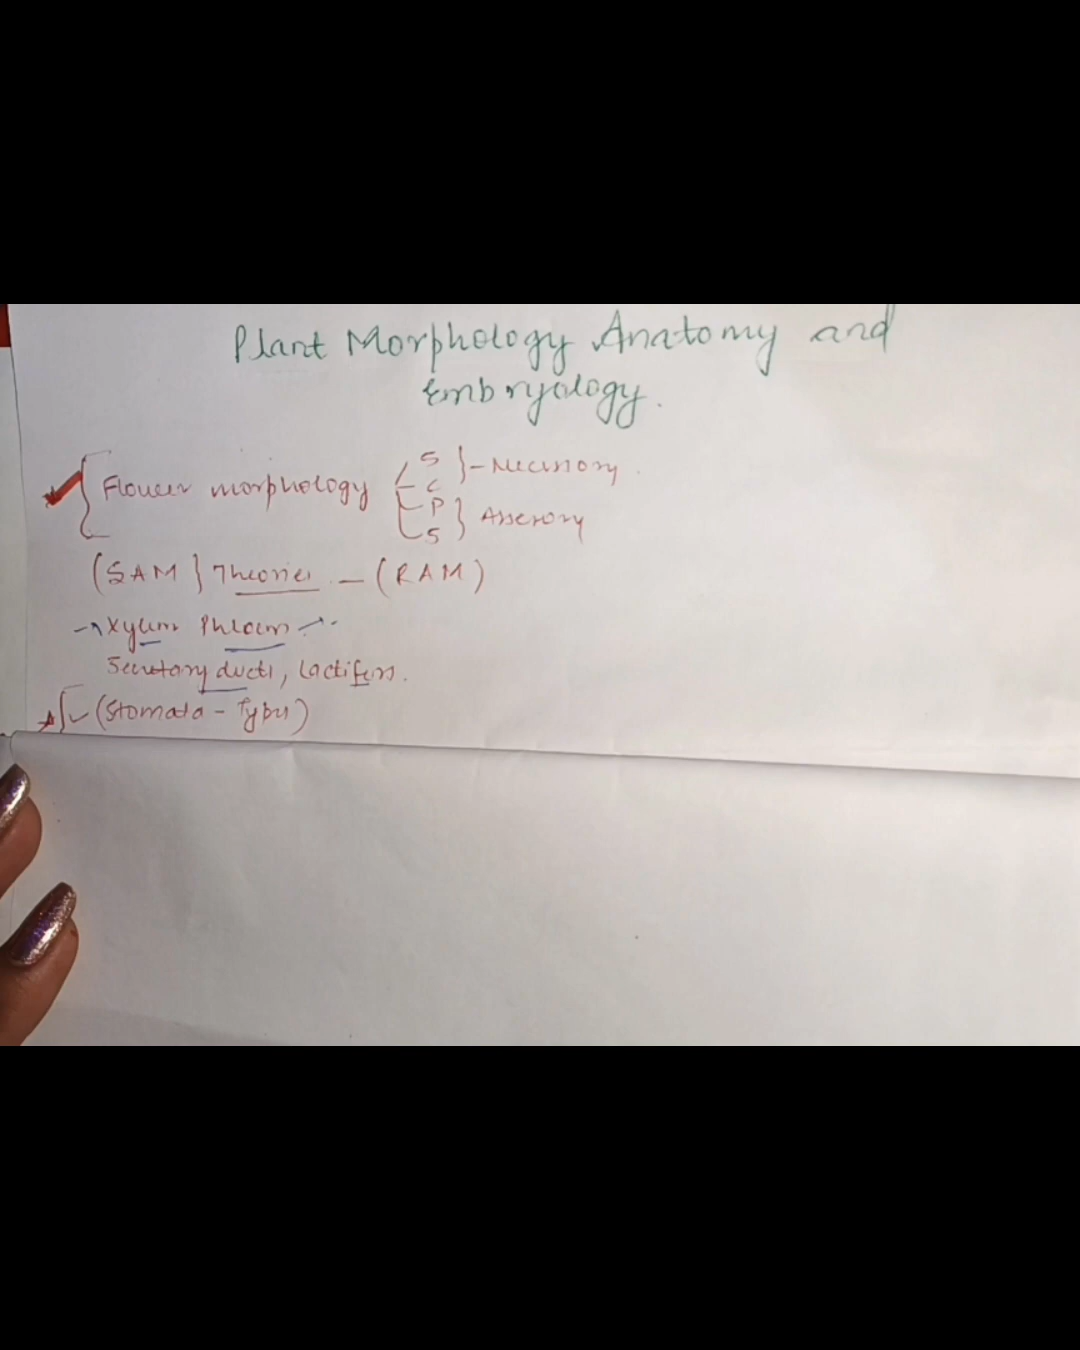 Plant Morphology Anatomy and
Embryology.
Flower morphology
S
C
} - Necessory
P
S
} Assesory
(SAM} Theories - (RAM)
Xylem Phloem
Secretory ducts, Lactifers.
(Stomata - Types)